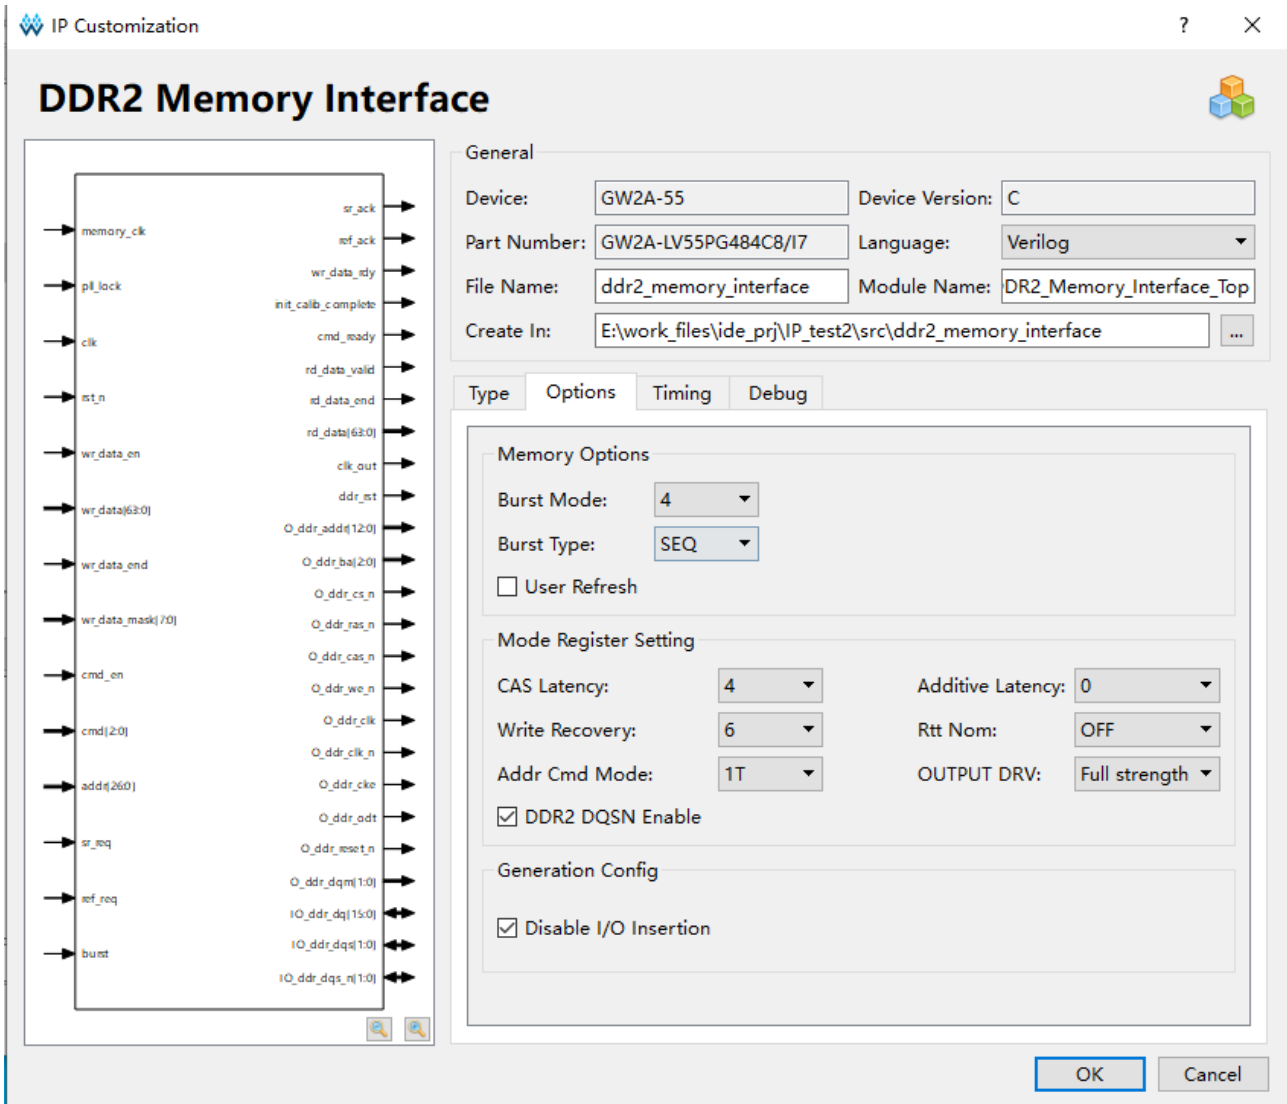 IP Customization
?
DDR2 Memory Interface
memory_clk
pll_lock
clk
rst_n
wr_data_en
wr_data(63:0)
wr_data_end
wr_data_mask(7:0)
cmd_en
cmd(2:0)
addr(26:0)
sr_req
ref_req
burst
sr_ack
ref_ack
wr_data_rdy
init_calib_complete
cmd_ready
rd_data_valid
rd_data_end
rd_data(63:0)
clk_out
ddr_rst
O_ddr_addr(12:0)
O_ddr_ba(2:0)
O_ddr_cs_n
O_ddr_ras_n
O_ddr_cas_n
O_ddr_we_n
O_ddr_clk
O_ddr_clk_n
O_ddr_cke
O_ddr_odt
O_ddr_reset_n
O_ddr_dqm(1:0)
IO_ddr_dq(15:0)
IO_ddr_dqs(1:0)
IO_ddr_dqs_n(1:0)
General
Device: GW2A-55 Device Version: C
Part Number: GW2A-LV55PG484C8/I7 Language: Verilog
File Name: ddr2_memory_interface Module Name: DR2_Memory_Interface_Top
Create In: E:\work_files\ide_prj\IP_test2\src\ddr2_memory_interface ...
Type Options Timing Debug
Memory Options
Burst Mode: 4
Burst Type: SEQ
User Refresh
Mode Register Setting
CAS Latency: 4 Additive Latency: 0
Write Recovery: 6 Rtt Nom: OFF
Addr Cmd Mode: 1T OUTPUT DRV: Full strength
DDR2 DQSN Enable
Generation Config
Disable I/O Insertion
OK Cancel